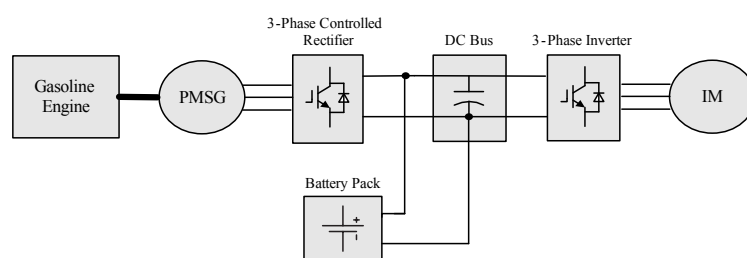 3-Phase Controlled
Rectifier
DC Bus
3-Phase Inverter
Gasoline
Engine
PMSG
IM
Battery Pack
+